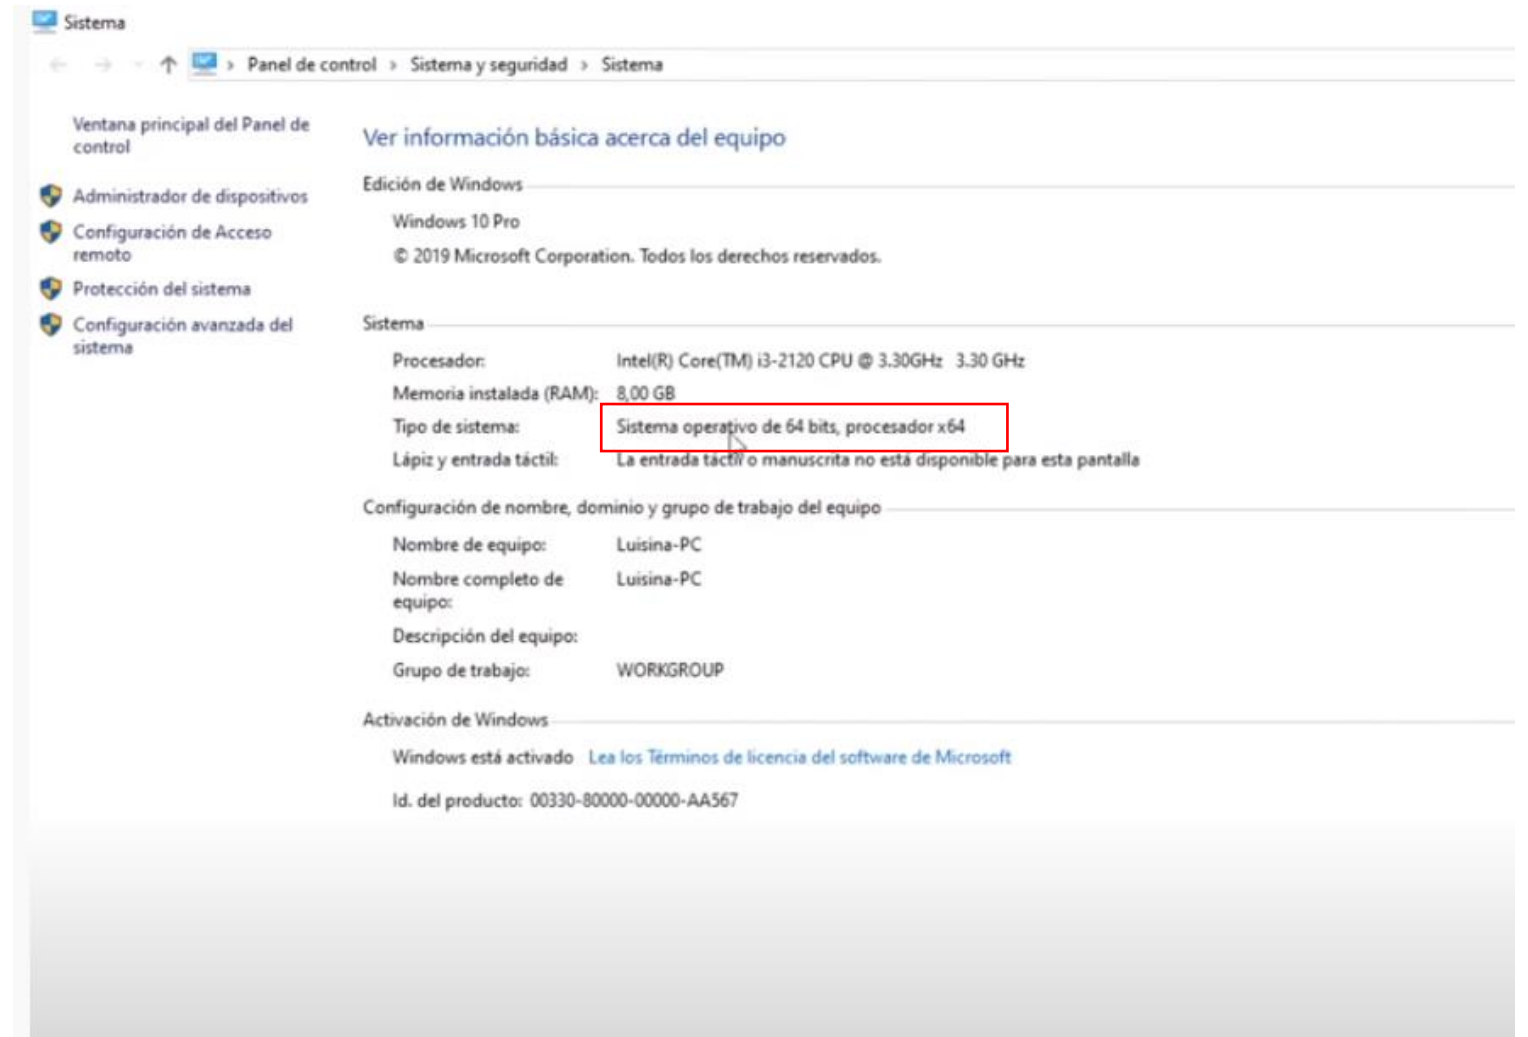 Sistema
Panel de control > Sistema y seguridad > Sistema
Ventana principal del Panel de
control
Administrador de dispositivos
Configuración de Acceso
remoto
Protección del sistema
Configuración avanzada del
sistema
Ver información básica acerca del equipo
Edición de Windows
Windows 10 Pro
© 2019 Microsoft Corporation. Todos los derechos reservados.
Sistema
Procesador: Intel(R) Core(TM) i3-2120 CPU @ 3.30GHz 3.30 GHz
Memoria instalada (RAM): 8,00 GB
Tipo de sistema: Sistema operativo de 64 bits, procesador x64
Lápiz y entrada táctil: La entrada táctil o manuscrita no está disponible para esta pantalla
Configuración de nombre, dominio y grupo de trabajo del equipo
Nombre de equipo: Luisina-PC
Nombre completo de Luisina-PC
equipo:
Descripción del equipo:
Grupo de trabajo: WORKGROUP
Activación de Windows
Windows está activado Lea los Términos de licencia del software de Microsoft
Id. del producto: 00330-80000-00000-AA567